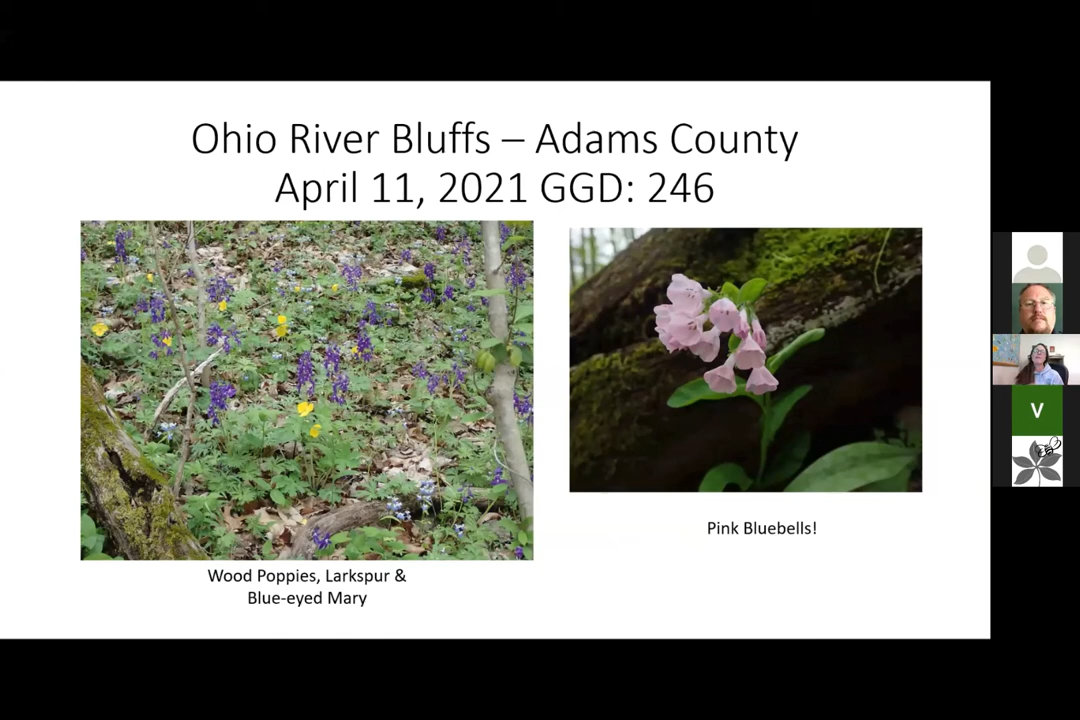 Ohio River Bluffs – Adams County
April 11, 2021 GGD: 246
Wood Poppies, Larkspur &
Blue-eyed Mary
Pink Bluebells!
V